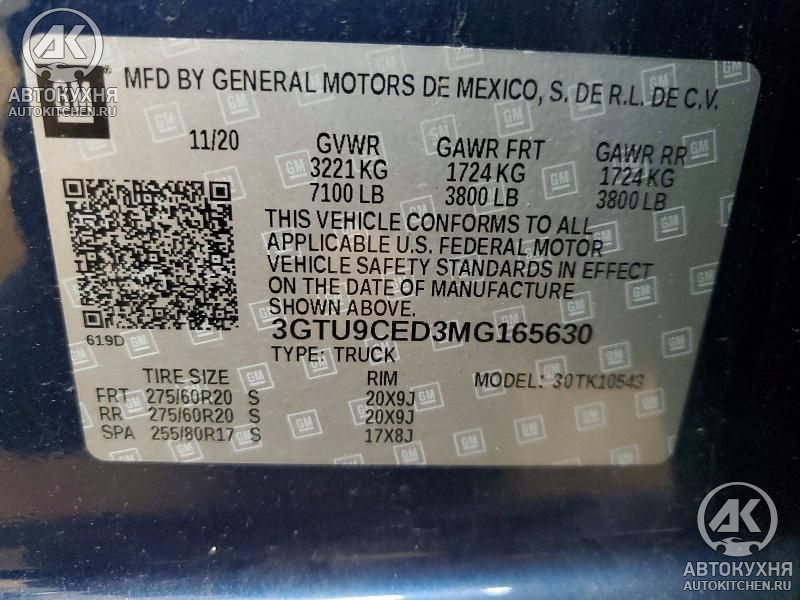 AK
АВТОКУХНЯ
AUTOKITCHEN.RU
GM
MFD BY GENERAL MOTORS DE MEXICO, S. DE R.L. DE C.V.
11/20 GVWR GAWR FRT GAWR RR
3221 KG 1724 KG 1724 KG
7100 LB 3800 LB 3800 LB
THIS VEHICLE CONFORMS TO ALL
APPLICABLE U.S. FEDERAL MOTOR
VEHICLE SAFETY STANDARDS IN EFFECT
ON THE DATE OF MANUFACTURE
SHOWN ABOVE.
619D
3GTU9CED3MG165630
TYPE: TRUCK
TIRE SIZE RIM MODEL: 30TK10543
FRT 275/60R20 S 20X9J
RR 275/60R20 S 20X9J
SPA 255/80R17 S 17X8J
AK
АВТОКУХНЯ
AUTOKITCHEN.RU